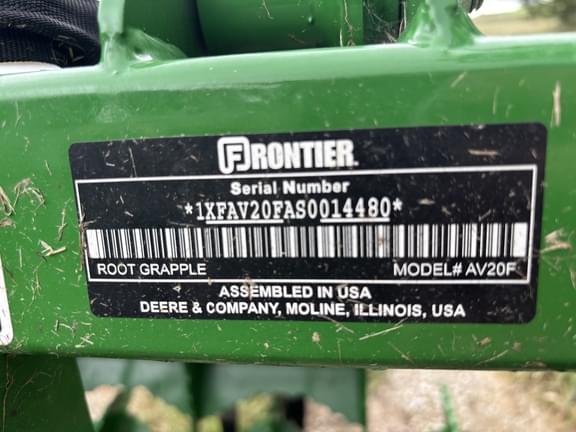 FRONTIER
Serial Number
*1XFAV20FAS0014480*
ROOT GRAPPLE MODEL# AV20F
ASSEMBLED IN USA
DEERE & COMPANY, MOLINE, ILLINOIS, USA